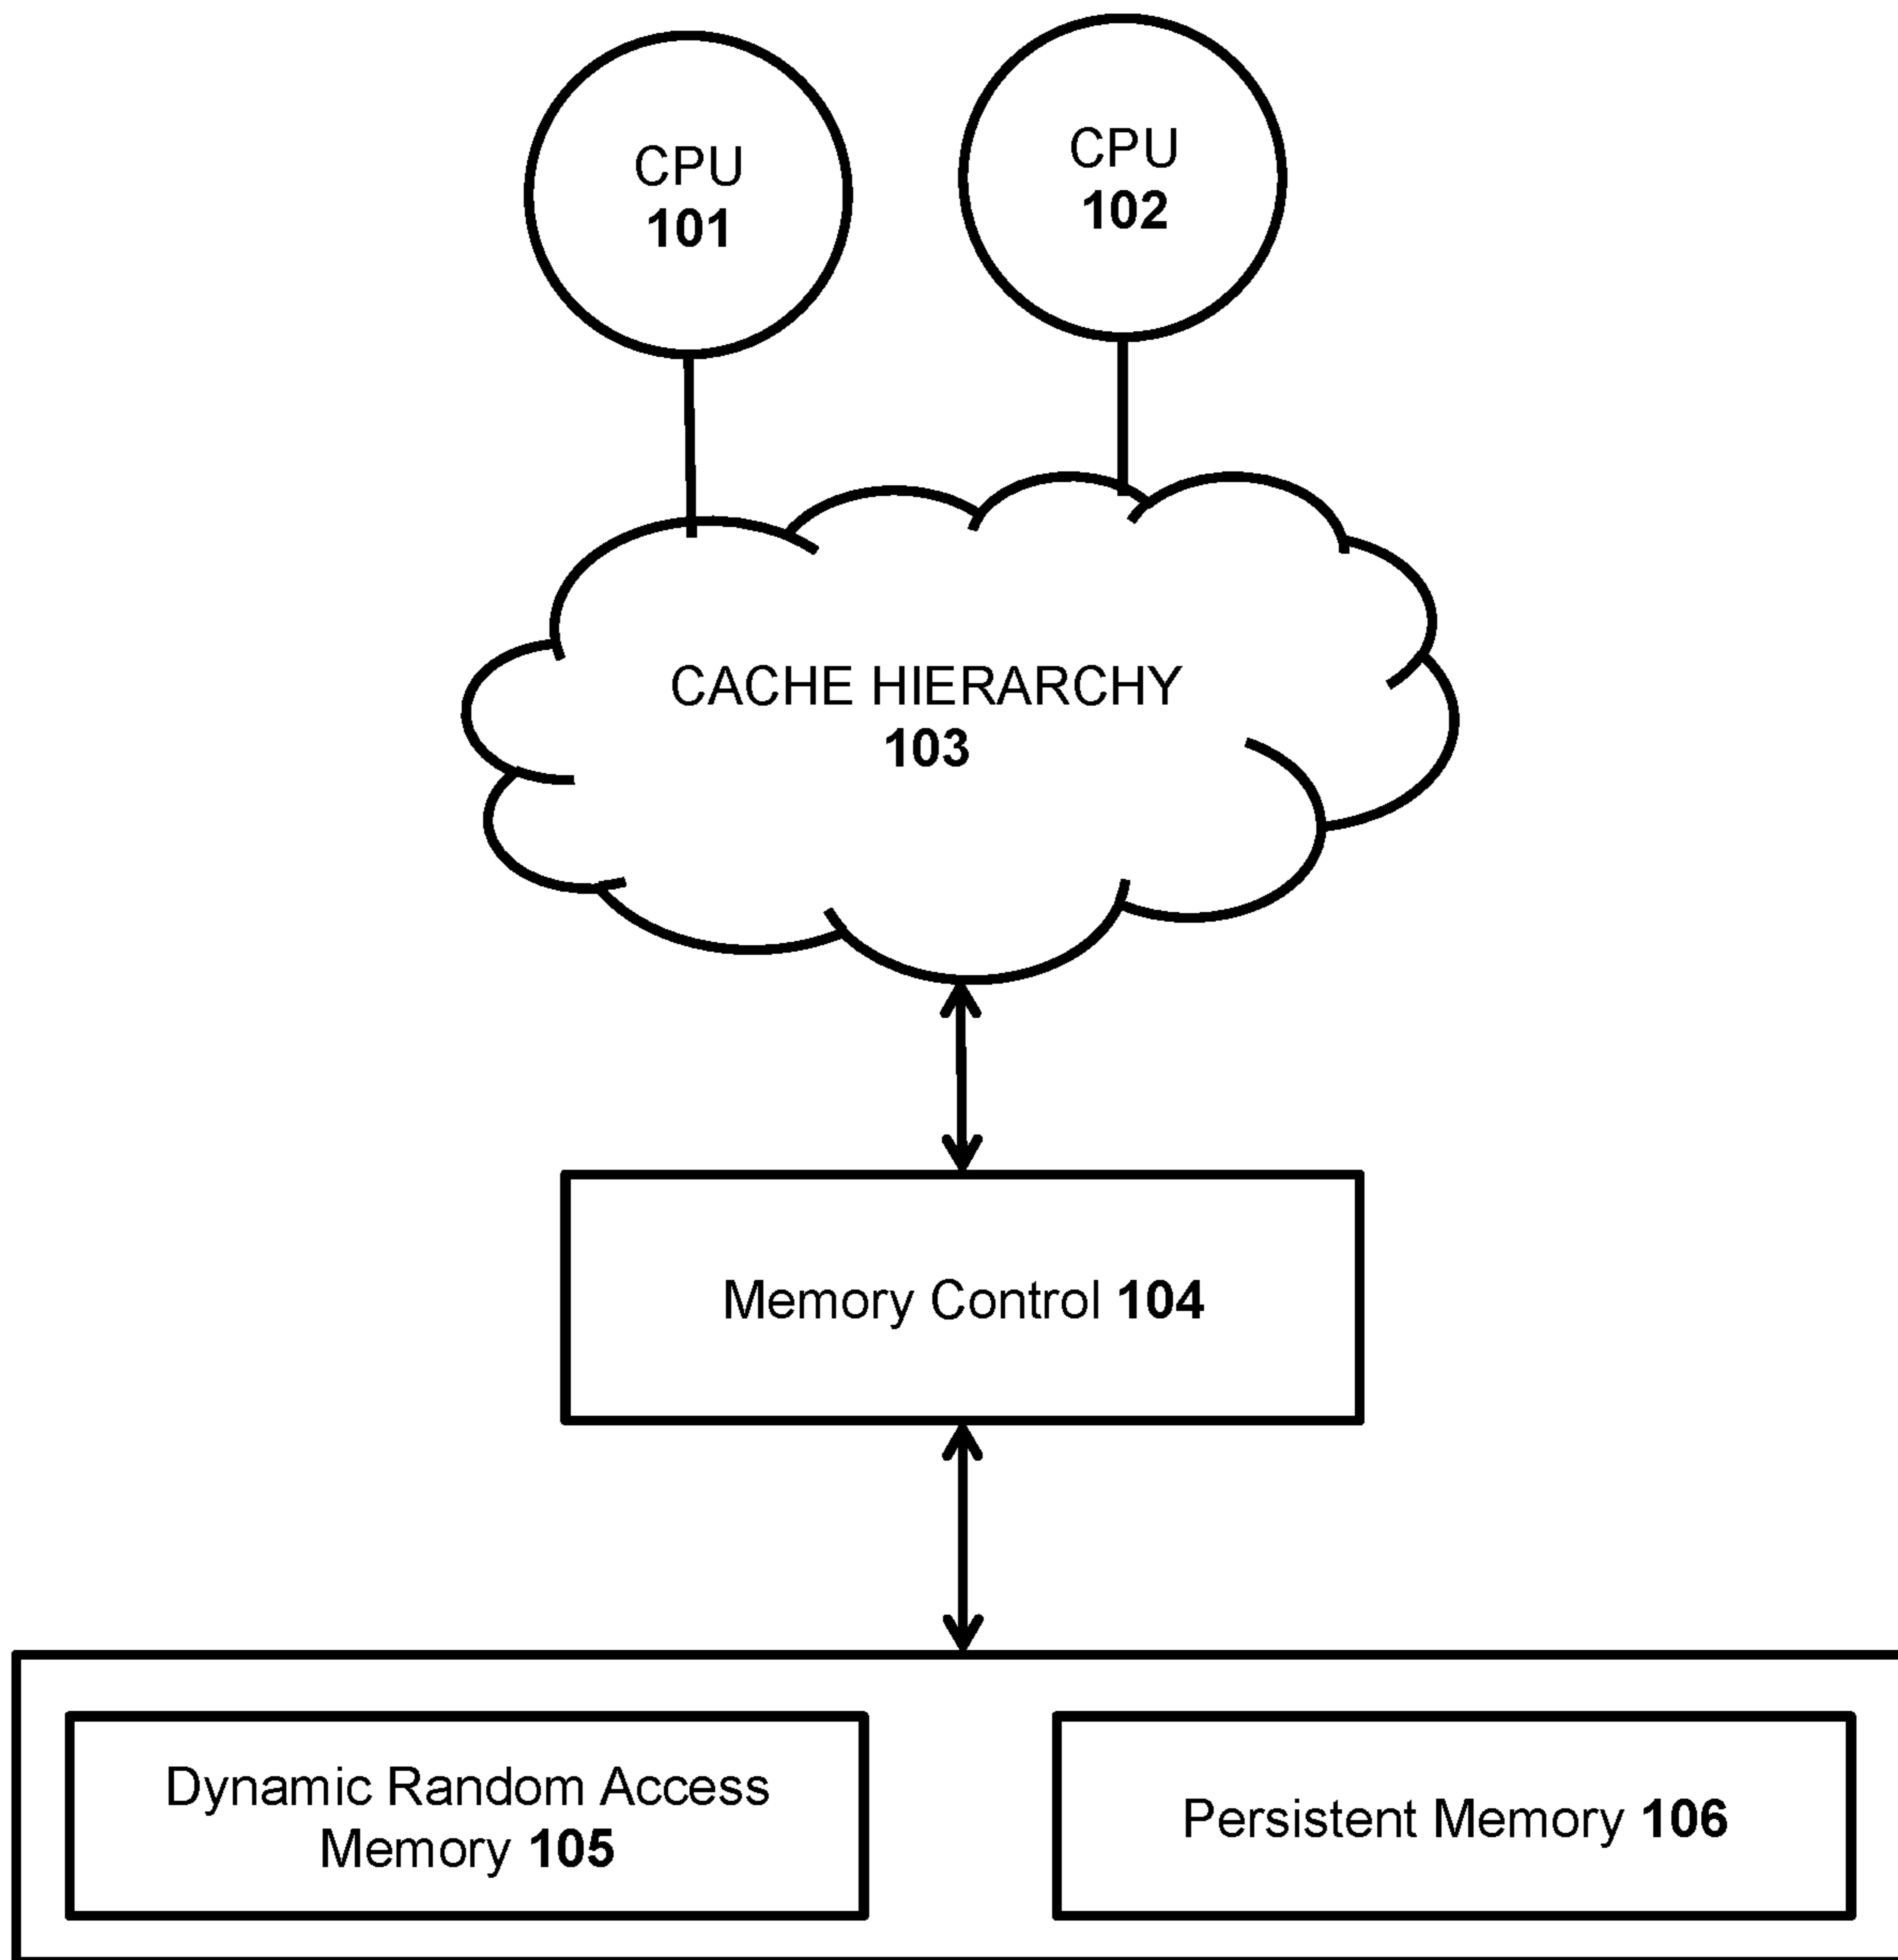 CPU
101
CPU
102
CACHE HIERARCHY
103
Memory Control 104
Dynamic Random Access
Memory 105
Persistent Memory 106